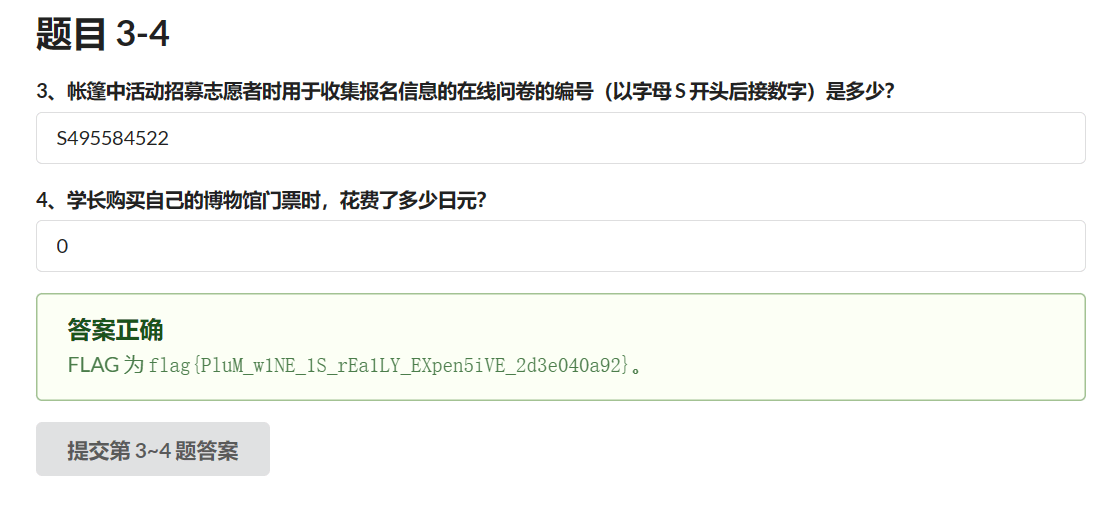 题目 3-4
3、帐篷中活动招募志愿者时用于收集报名信息的在线问卷的编号（以字母 S 开头后接数字）是多少？
S495584522
4、学长购买自己的博物馆门票时，花费了多少日元？
0
答案正确
FLAG 为 flag{PluM_w1NE_1S_rEa1LY_EXpen5iVE_2d3e040a92}。
提交第 3~4 题答案